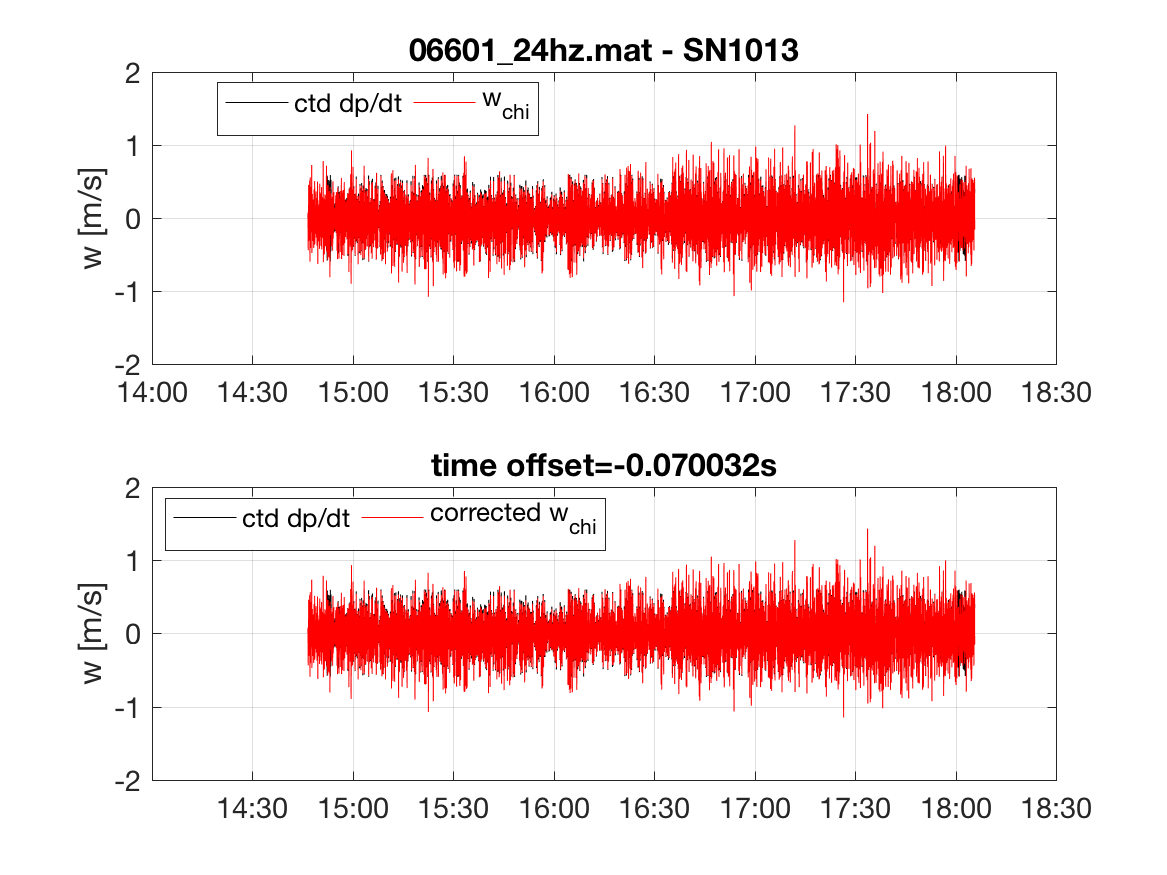 06601_24hz.mat - SN1013
ctd dp/dt w_chi
w [m/s]
2
1
0
-1
-2
14:00 14:30 15:00 15:30 16:00 16:30 17:00 17:30 18:00 18:30
time offset=-0.070032s
ctd dp/dt corrected w_chi
w [m/s]
2
1
0
-1
-2
14:30 15:00 15:30 16:00 16:30 17:00 17:30 18:00 18:30